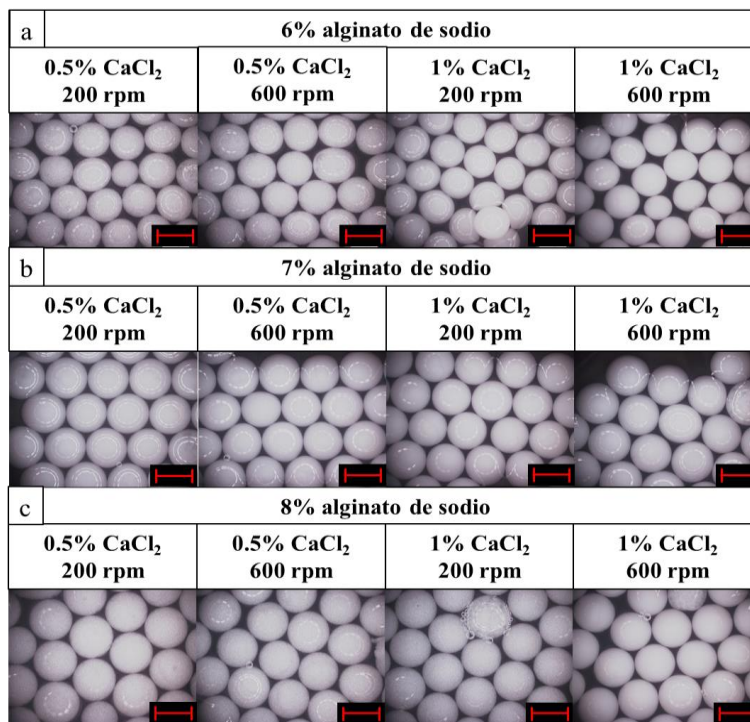 a
6% alginato de sodio
0.5% CaCl₂ 0.5% CaCl₂ 1% CaCl₂ 1% CaCl₂
200 rpm 600 rpm 200 rpm 600 rpm
b
7% alginato de sodio
0.5% CaCl₂ 0.5% CaCl₂ 1% CaCl₂ 1% CaCl₂
200 rpm 600 rpm 200 rpm 600 rpm
c
8% alginato de sodio
0.5% CaCl₂ 0.5% CaCl₂ 1% CaCl₂ 1% CaCl₂
200 rpm 600 rpm 200 rpm 600 rpm